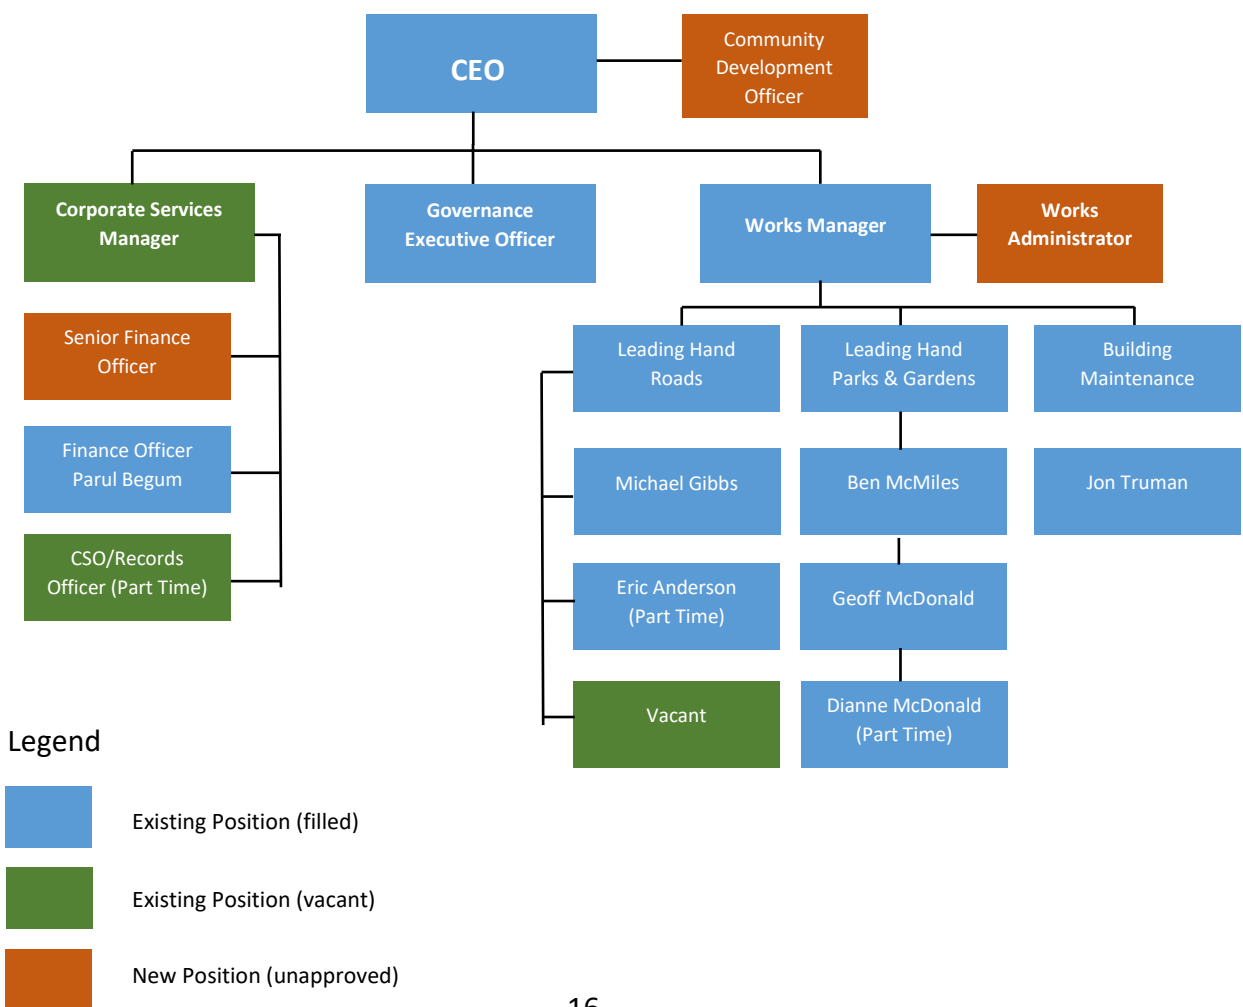 CEO
Community
Development
Officer
Corporate Services
Manager
Governance
Executive Officer
Works Manager
Works
Administrator
Senior Finance
Officer
Finance Officer
Parul Begum
CSO/Records
Officer (Part Time)
Leading Hand
Roads
Leading Hand
Parks & Gardens
Building
Maintenance
Michael Gibbs
Ben McMiles
Jon Truman
Eric Anderson
(Part Time)
Geoff McDonald
Vacant
Dianne McDonald
(Part Time)
Legend
Existing Position (filled)
Existing Position (vacant)
New Position (unapproved)
16